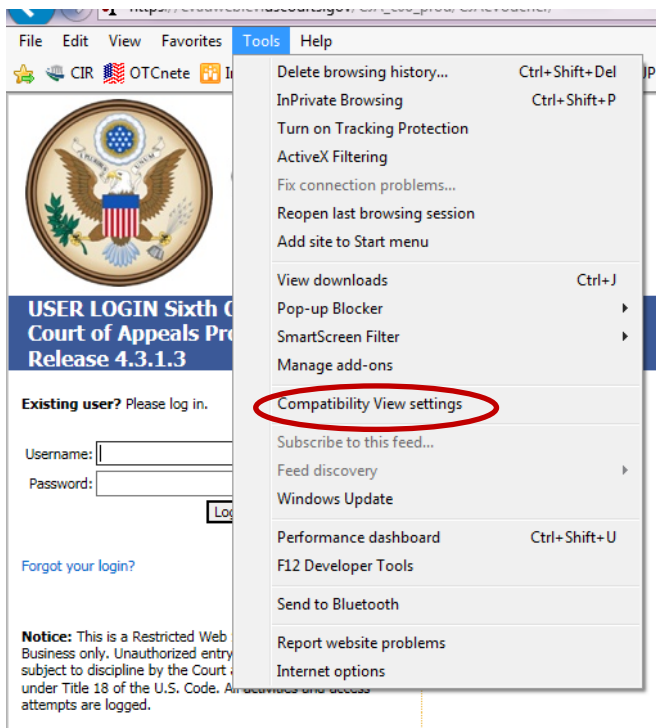 File Edit View Favorites Tools Help
CIR OTCnete
Delete browsing history... Ctrl+Shift+Del
InPrivate Browsing Ctrl+Shift+P
Turn on Tracking Protection
ActiveX Filtering
Fix connection problems...
Reopen last browsing session
Add site to Start menu
View downloads Ctrl+J
Pop-up Blocker
SmartScreen Filter
Manage add-ons
Compatibility View settings
Subscribe to this feed...
Feed discovery
Windows Update
Performance dashboard Ctrl+Shift+U
F12 Developer Tools
Send to Bluetooth
Report website problems
Internet options
USER LOGIN Sixth
Court of Appeals
Release 4.3.1.3
Existing user? Please log in.
Username:
Password:
Forgot your login?
Notice: This is a Restricted Web
Business only. Unauthorized entry
subject to discipline by the Court
under Title 18 of the U.S. Code. All activities and access
attempts are logged.